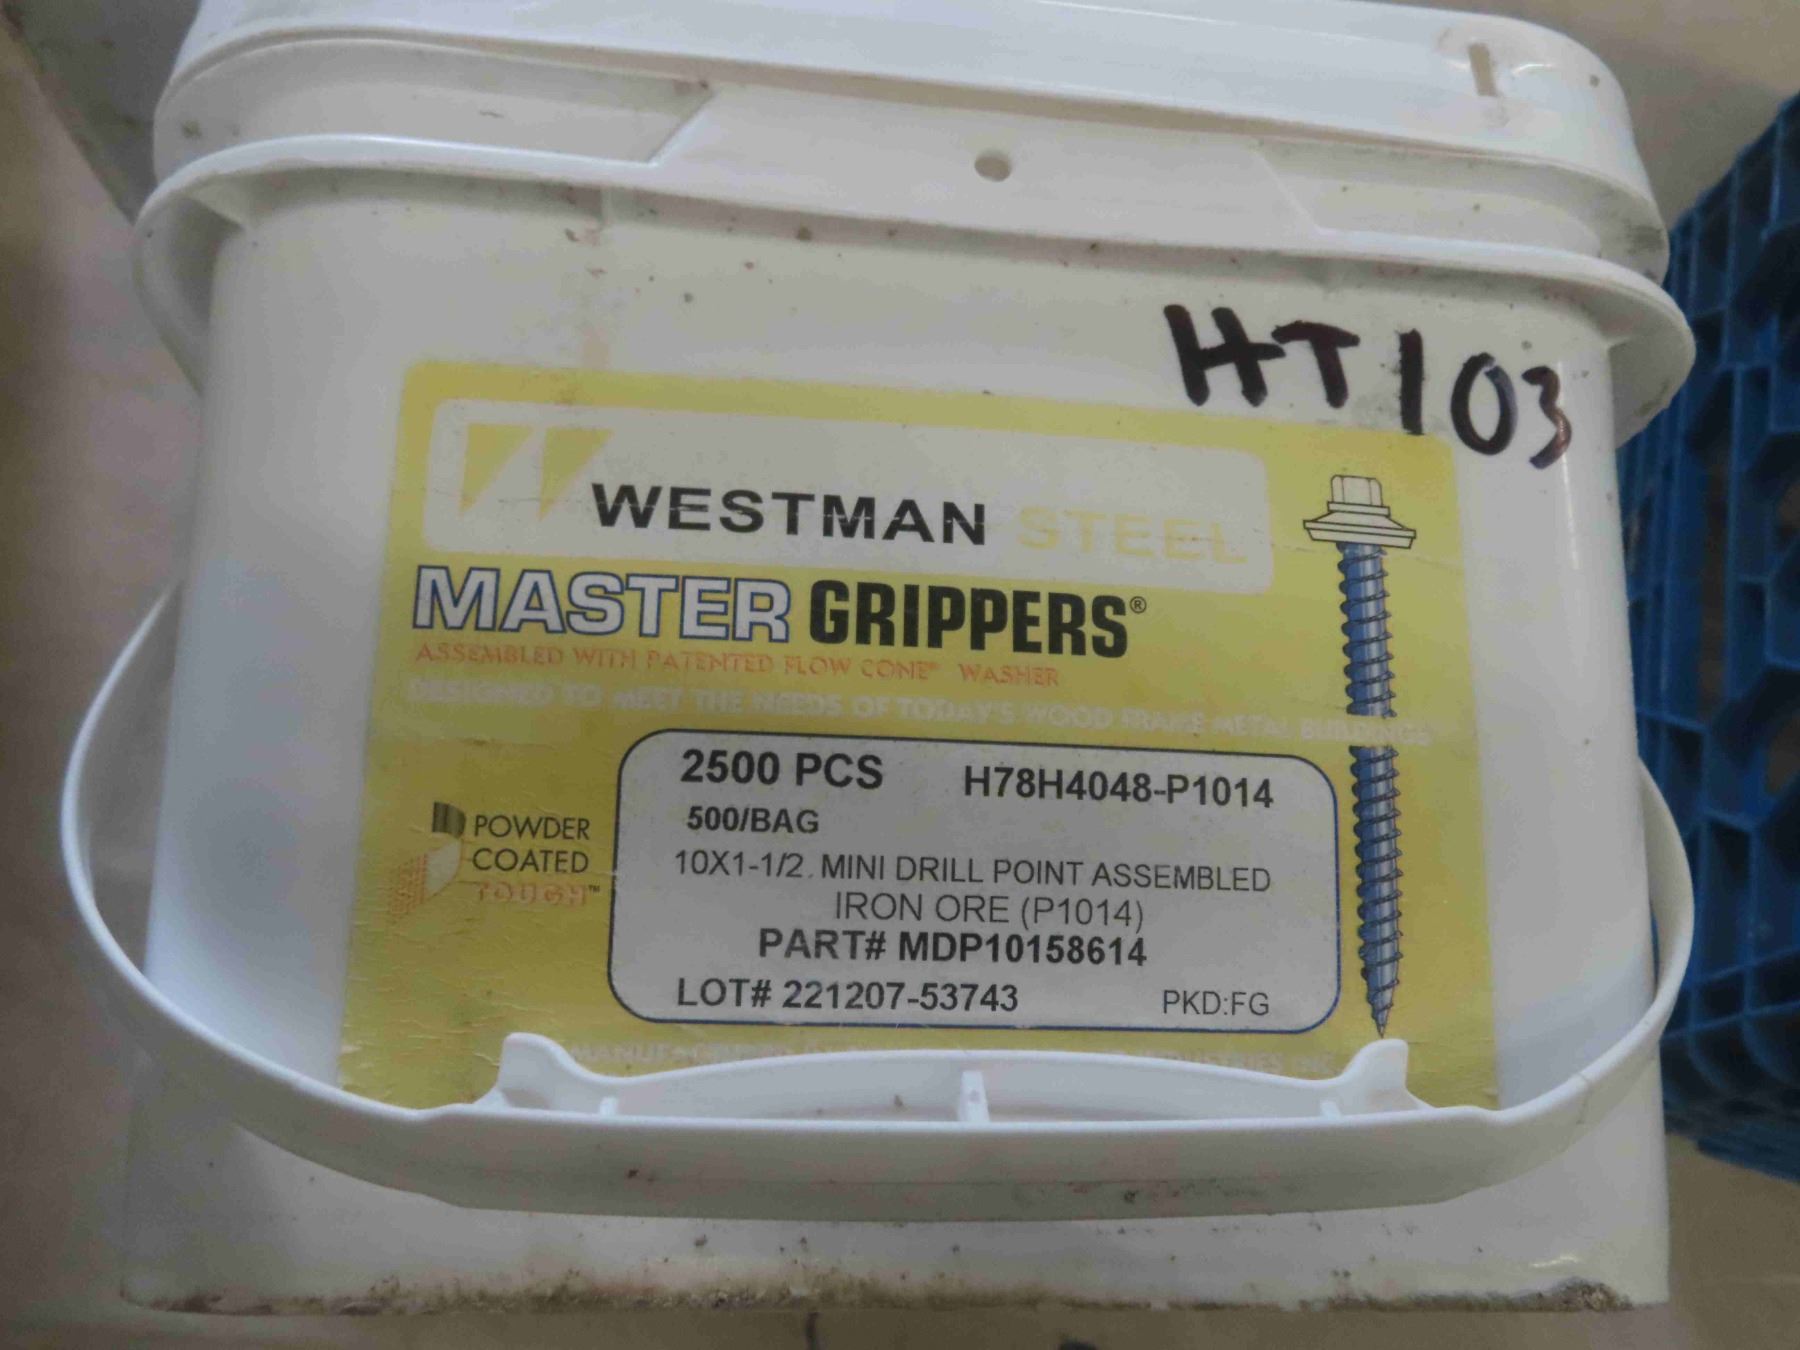 HT103
WESTMAN STEEL
MASTER GRIPPERS®
ASSEMBLED WITH PATENTED FLOW CONE® WASHER
DESIGNED TO MEET THE NEEDS OF TODAY'S WOOD FRAME METAL BUILDINGS
2500 PCS H78H4048-P1014
500/BAG
POWDER
COATED
TOUGH™
10X1-1/2. MINI DRILL POINT ASSEMBLED
IRON ORE (P1014)
PART# MDP10158614
LOT# 221207-53743 PKD:FG
INDUSTRIES, INC.